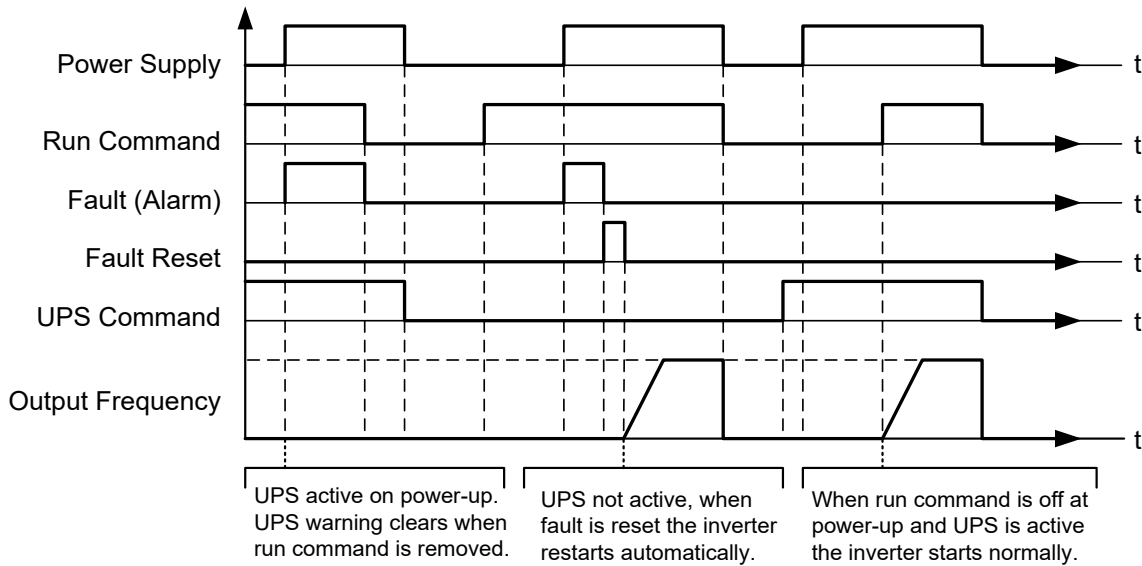 Power Supply
t
Run Command
t
Fault (Alarm)
t
Fault Reset
t
UPS Command
t
Output Frequency
t
UPS active on power-up.
UPS warning clears when
run command is removed.
UPS not active, when
fault is reset the inverter
restarts automatically.
When run command is off at
power-up and UPS is active
the inverter starts normally.